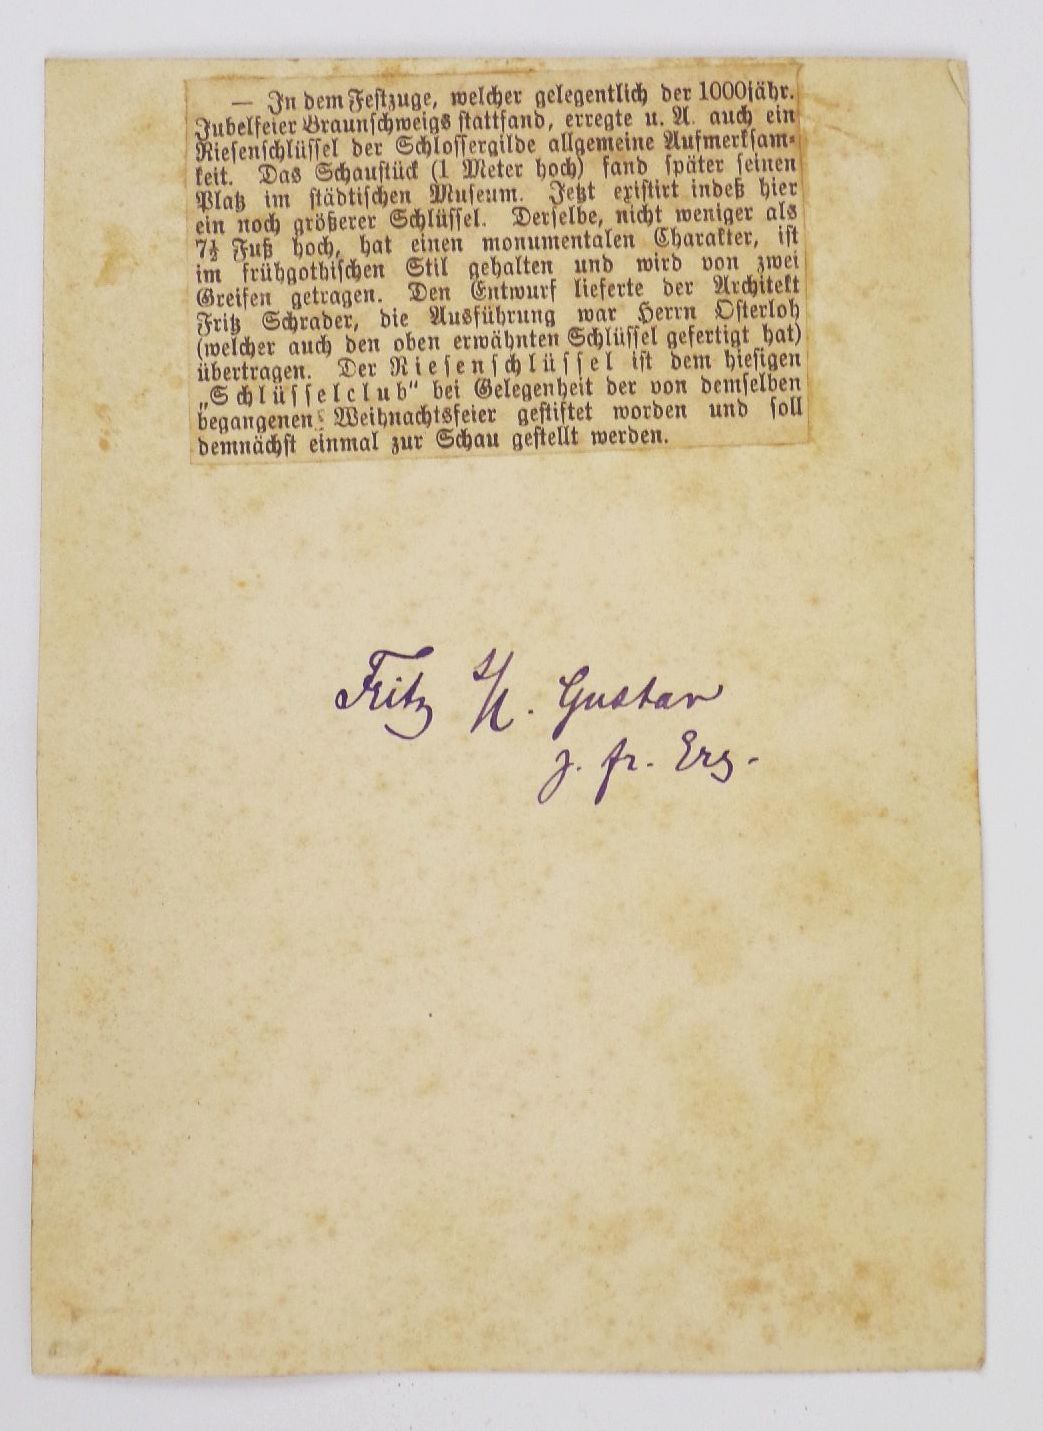 — In dem Festzuge, welcher gelegentlich der 1000jähr.
Jubelfeier Braunschweigs stattfand, erregte u. A. auch ein
Riesenschlüssel der Schlossergilde allgemeine Aufmerksam-
keit. Das Schaustück (1 Meter hoch) fand später seinen
Platz im städtischen Museum. Jetzt existirt indeß hier
ein noch größerer Schlüssel. Derselbe, nicht weniger als
7½ Fuß hoch, hat einen monumentalen Charakter, ist
im frühgothischen Stil gehalten und wird von zwei
Greifen getragen. Den Entwurf lieferte der Architekt
Fritz Schrader, die Ausführung war Herrn Osterloh
(welcher auch den oben erwähnten Schlüssel gefertigt hat)
übertragen. Der Riesenschlüssel ist dem hiesigen
„Schlüsselclub“ bei Gelegenheit der von demselben
begangenen Weihnachtsfeier gestiftet worden und soll
demnächst einmal zur Schau gestellt werden.
Fritz s/l. Gustav
z. fr. Erg.